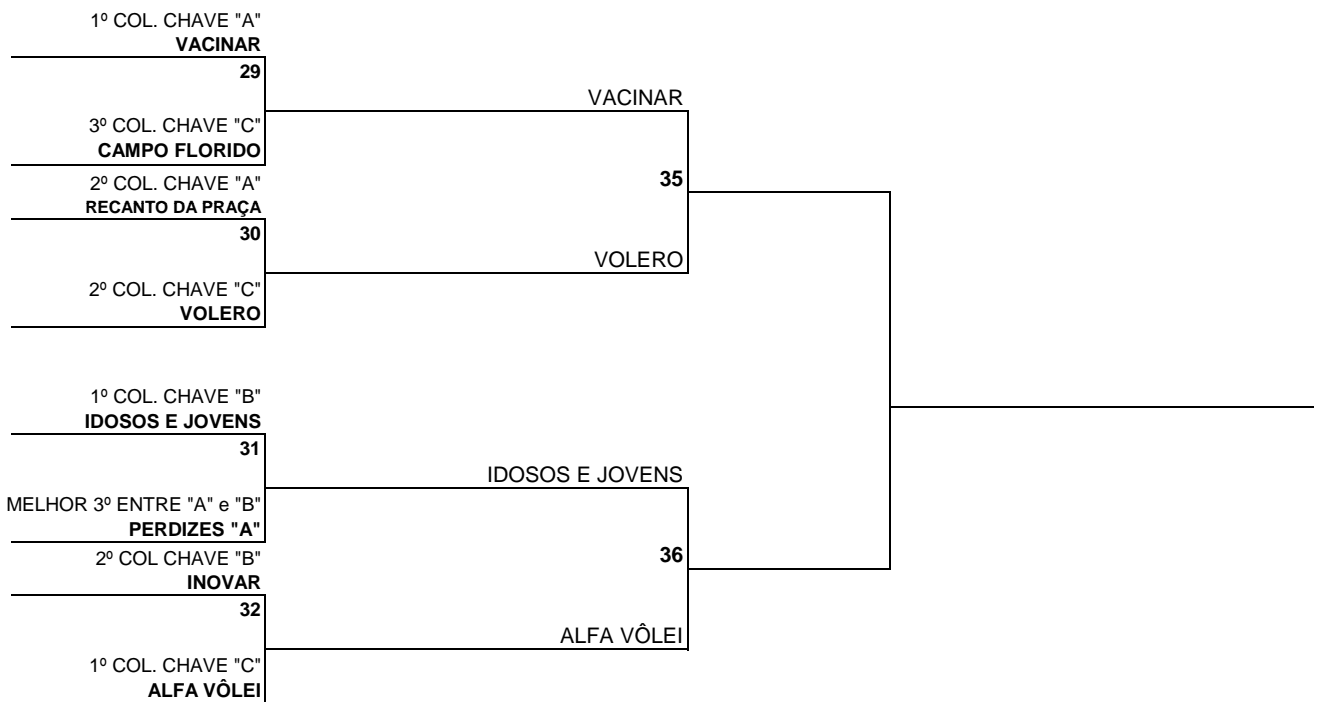 1º COL. CHAVE "A"
VACINAR
29
VACINAR
3º COL. CHAVE "C"
CAMPO FLORIDO
2º COL. CHAVE "A"
35
RECANTO DA PRAÇA
30
VOLERO
2º COL. CHAVE "C"
VOLERO
1º COL. CHAVE "B"
IDOSOS E JOVENS
31
IDOSOS E JOVENS
MELHOR 3º ENTRE "A" e "B"
PERDIZES "A"
2º COL CHAVE "B"
36
INOVAR
32
ALFA VÔLEI
1º COL. CHAVE "C"
ALFA VÔLEI